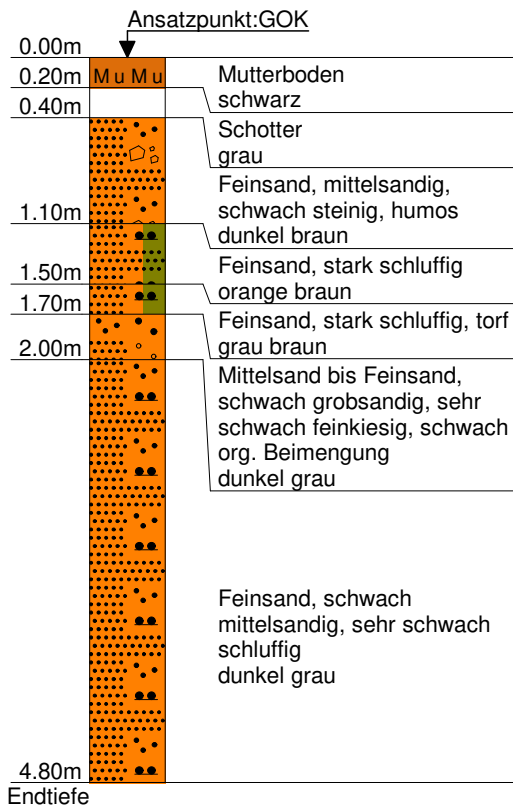 Ansatzpunkt:GOK
0.00m
0.20m
Mu Mu
Mutterboden
schwarz
0.40m
Schotter
grau
Feinsand, mittelsandig,
schwach steinig, humos
dunkel braun
1.10m
Feinsand, stark schluffig
orange braun
1.50m
1.70m
Feinsand, stark schluffig, torf
grau braun
2.00m
Mittelsand bis Feinsand,
schwach grobsandig, sehr
schwach feinkiesig, schwach
org. Beimengung
dunkel grau
Feinsand, schwach
mittelsandig, sehr schwach
schluffig
dunkel grau
4.80m
Endtiefe